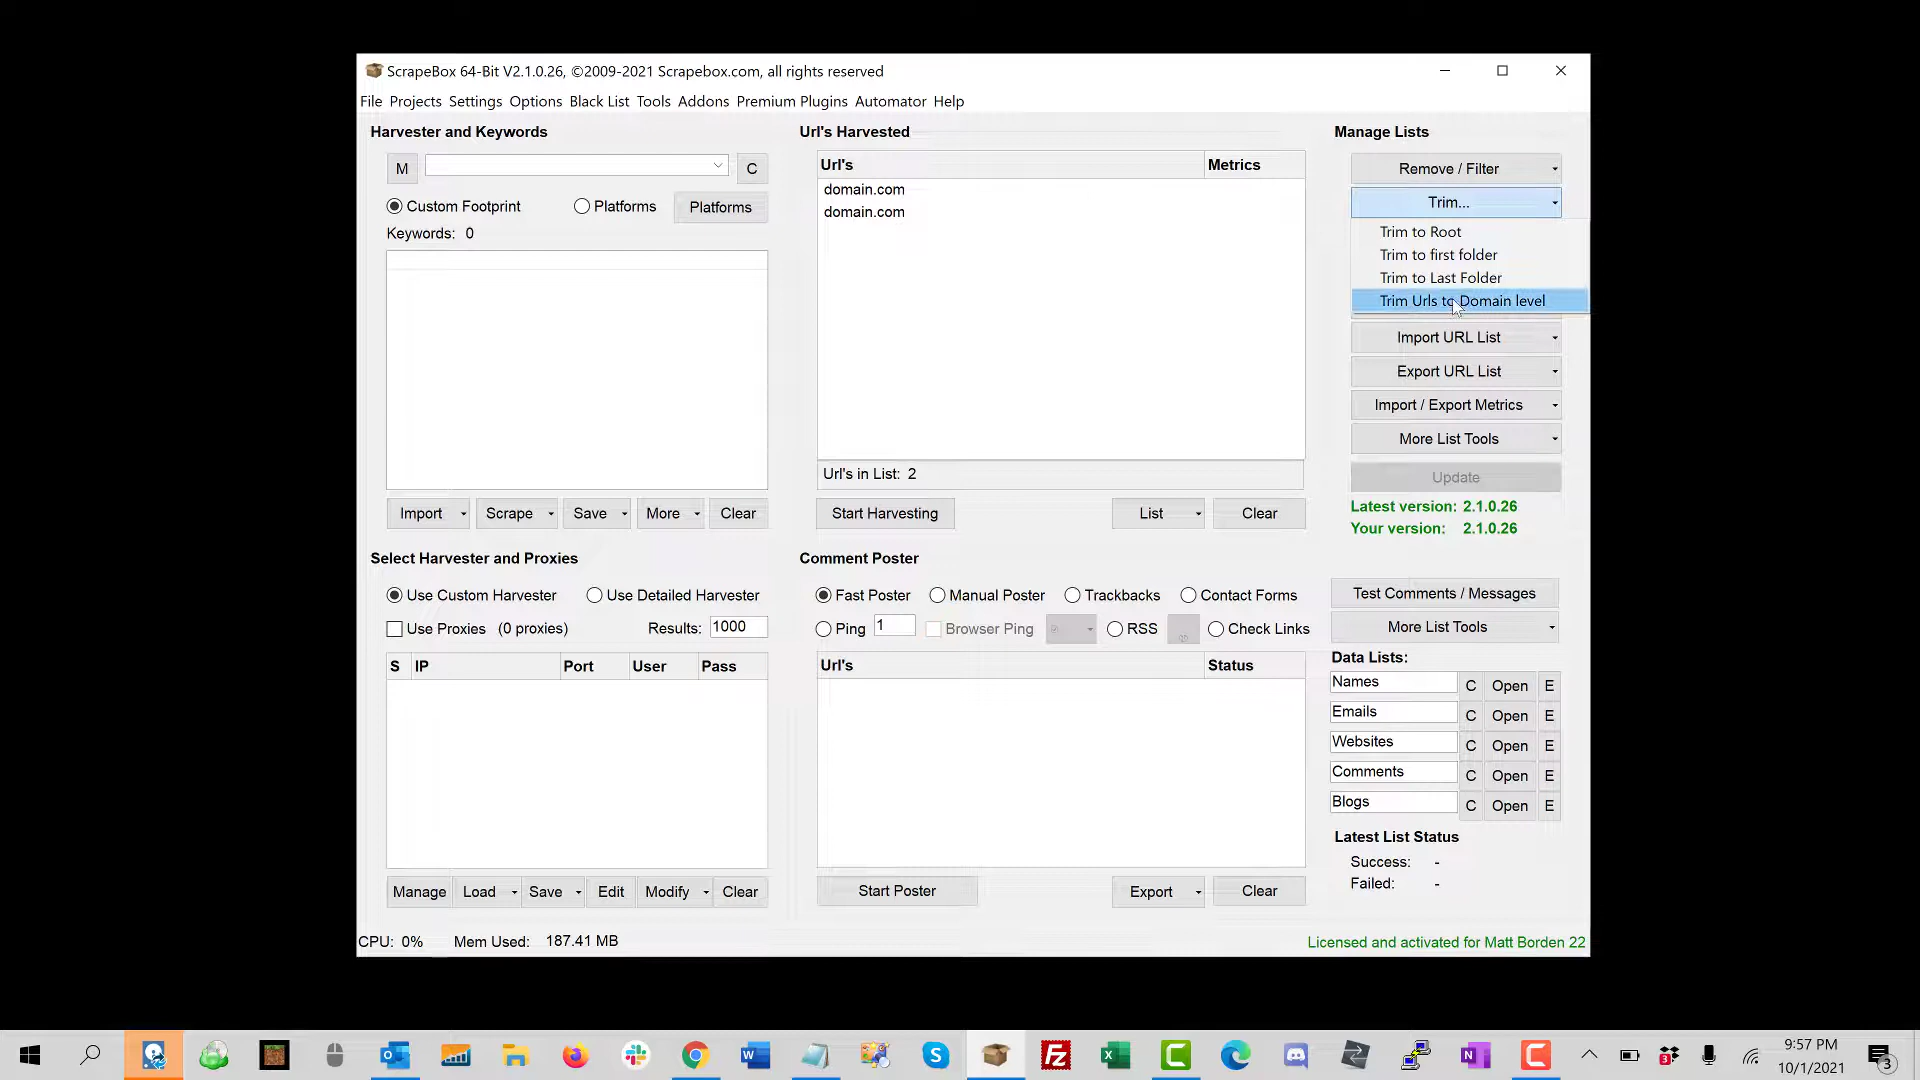 ScrapeBox 64-Bit V2.1.0.26, ©2009-2021 Scrapebox.com, all rights reserved
File Projects Settings Options Black List Tools Addons Premium Plugins Automator Help
Harvester and Keywords
M
C
Custom Footprint
Platforms
Platforms
Keywords: 0
Import
Scrape
Save
More
Clear
Url's Harvested
Url's
Metrics
domain.com
domain.com
Url's in List: 2
Start Harvesting
List
Clear
Manage Lists
Remove / Filter
Trim...
Trim to Root
Trim to first folder
Trim to Last Folder
Trim Urls to Domain level
Import URL List
Export URL List
Import / Export Metrics
More List Tools
Update
Latest version: 2.1.0.26
Your version: 2.1.0.26
Select Harvester and Proxies
Use Custom Harvester
Use Detailed Harvester
Use Proxies (0 proxies)
Results: 1000
S IP Port User Pass
Manage
Load
Save
Edit
Modify
Clear
Comment Poster
Fast Poster
Manual Poster
Trackbacks
Contact Forms
Ping 1
Browser Ping
RSS
Check Links
Url's
Status
Start Poster
Export
Clear
Test Comments / Messages
More List Tools
Data Lists:
Names C Open E
Emails C Open E
Websites C Open E
Comments C Open E
Blogs C Open E
Latest List Status
Success: -
Failed: -
CPU: 0% Mem Used: 187.41 MB
Licensed and activated for Matt Borden 22
9:57 PM
10/1/2021
3